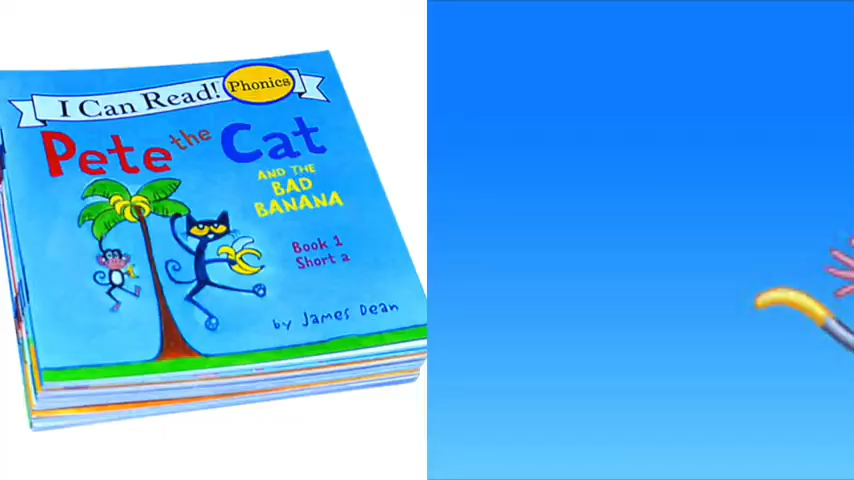 I Can Read! Phonics
Pete the Cat
AND THE
BAD
BANANA
Book 1
Short a
by James Dean